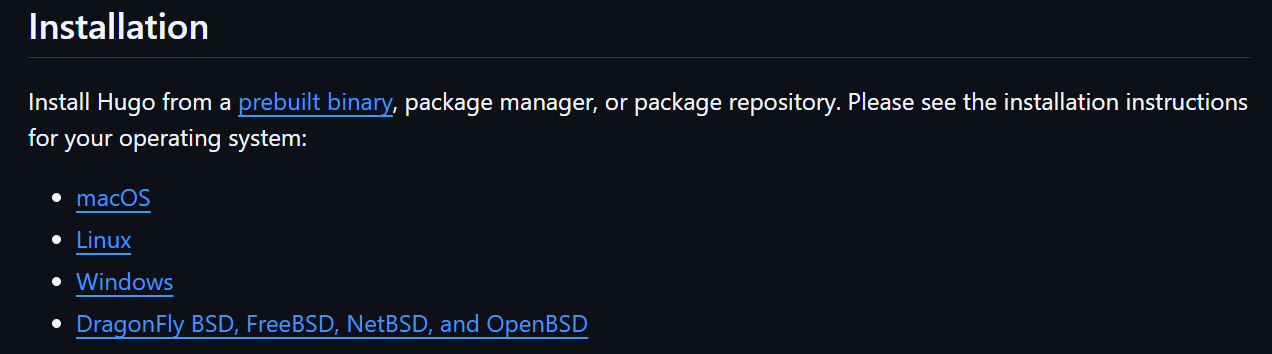 Installation
Install Hugo from a prebuilt binary, package manager, or package repository. Please see the installation instructions
for your operating system:
macOS
Linux
Windows
DragonFly BSD, FreeBSD, NetBSD, and OpenBSD